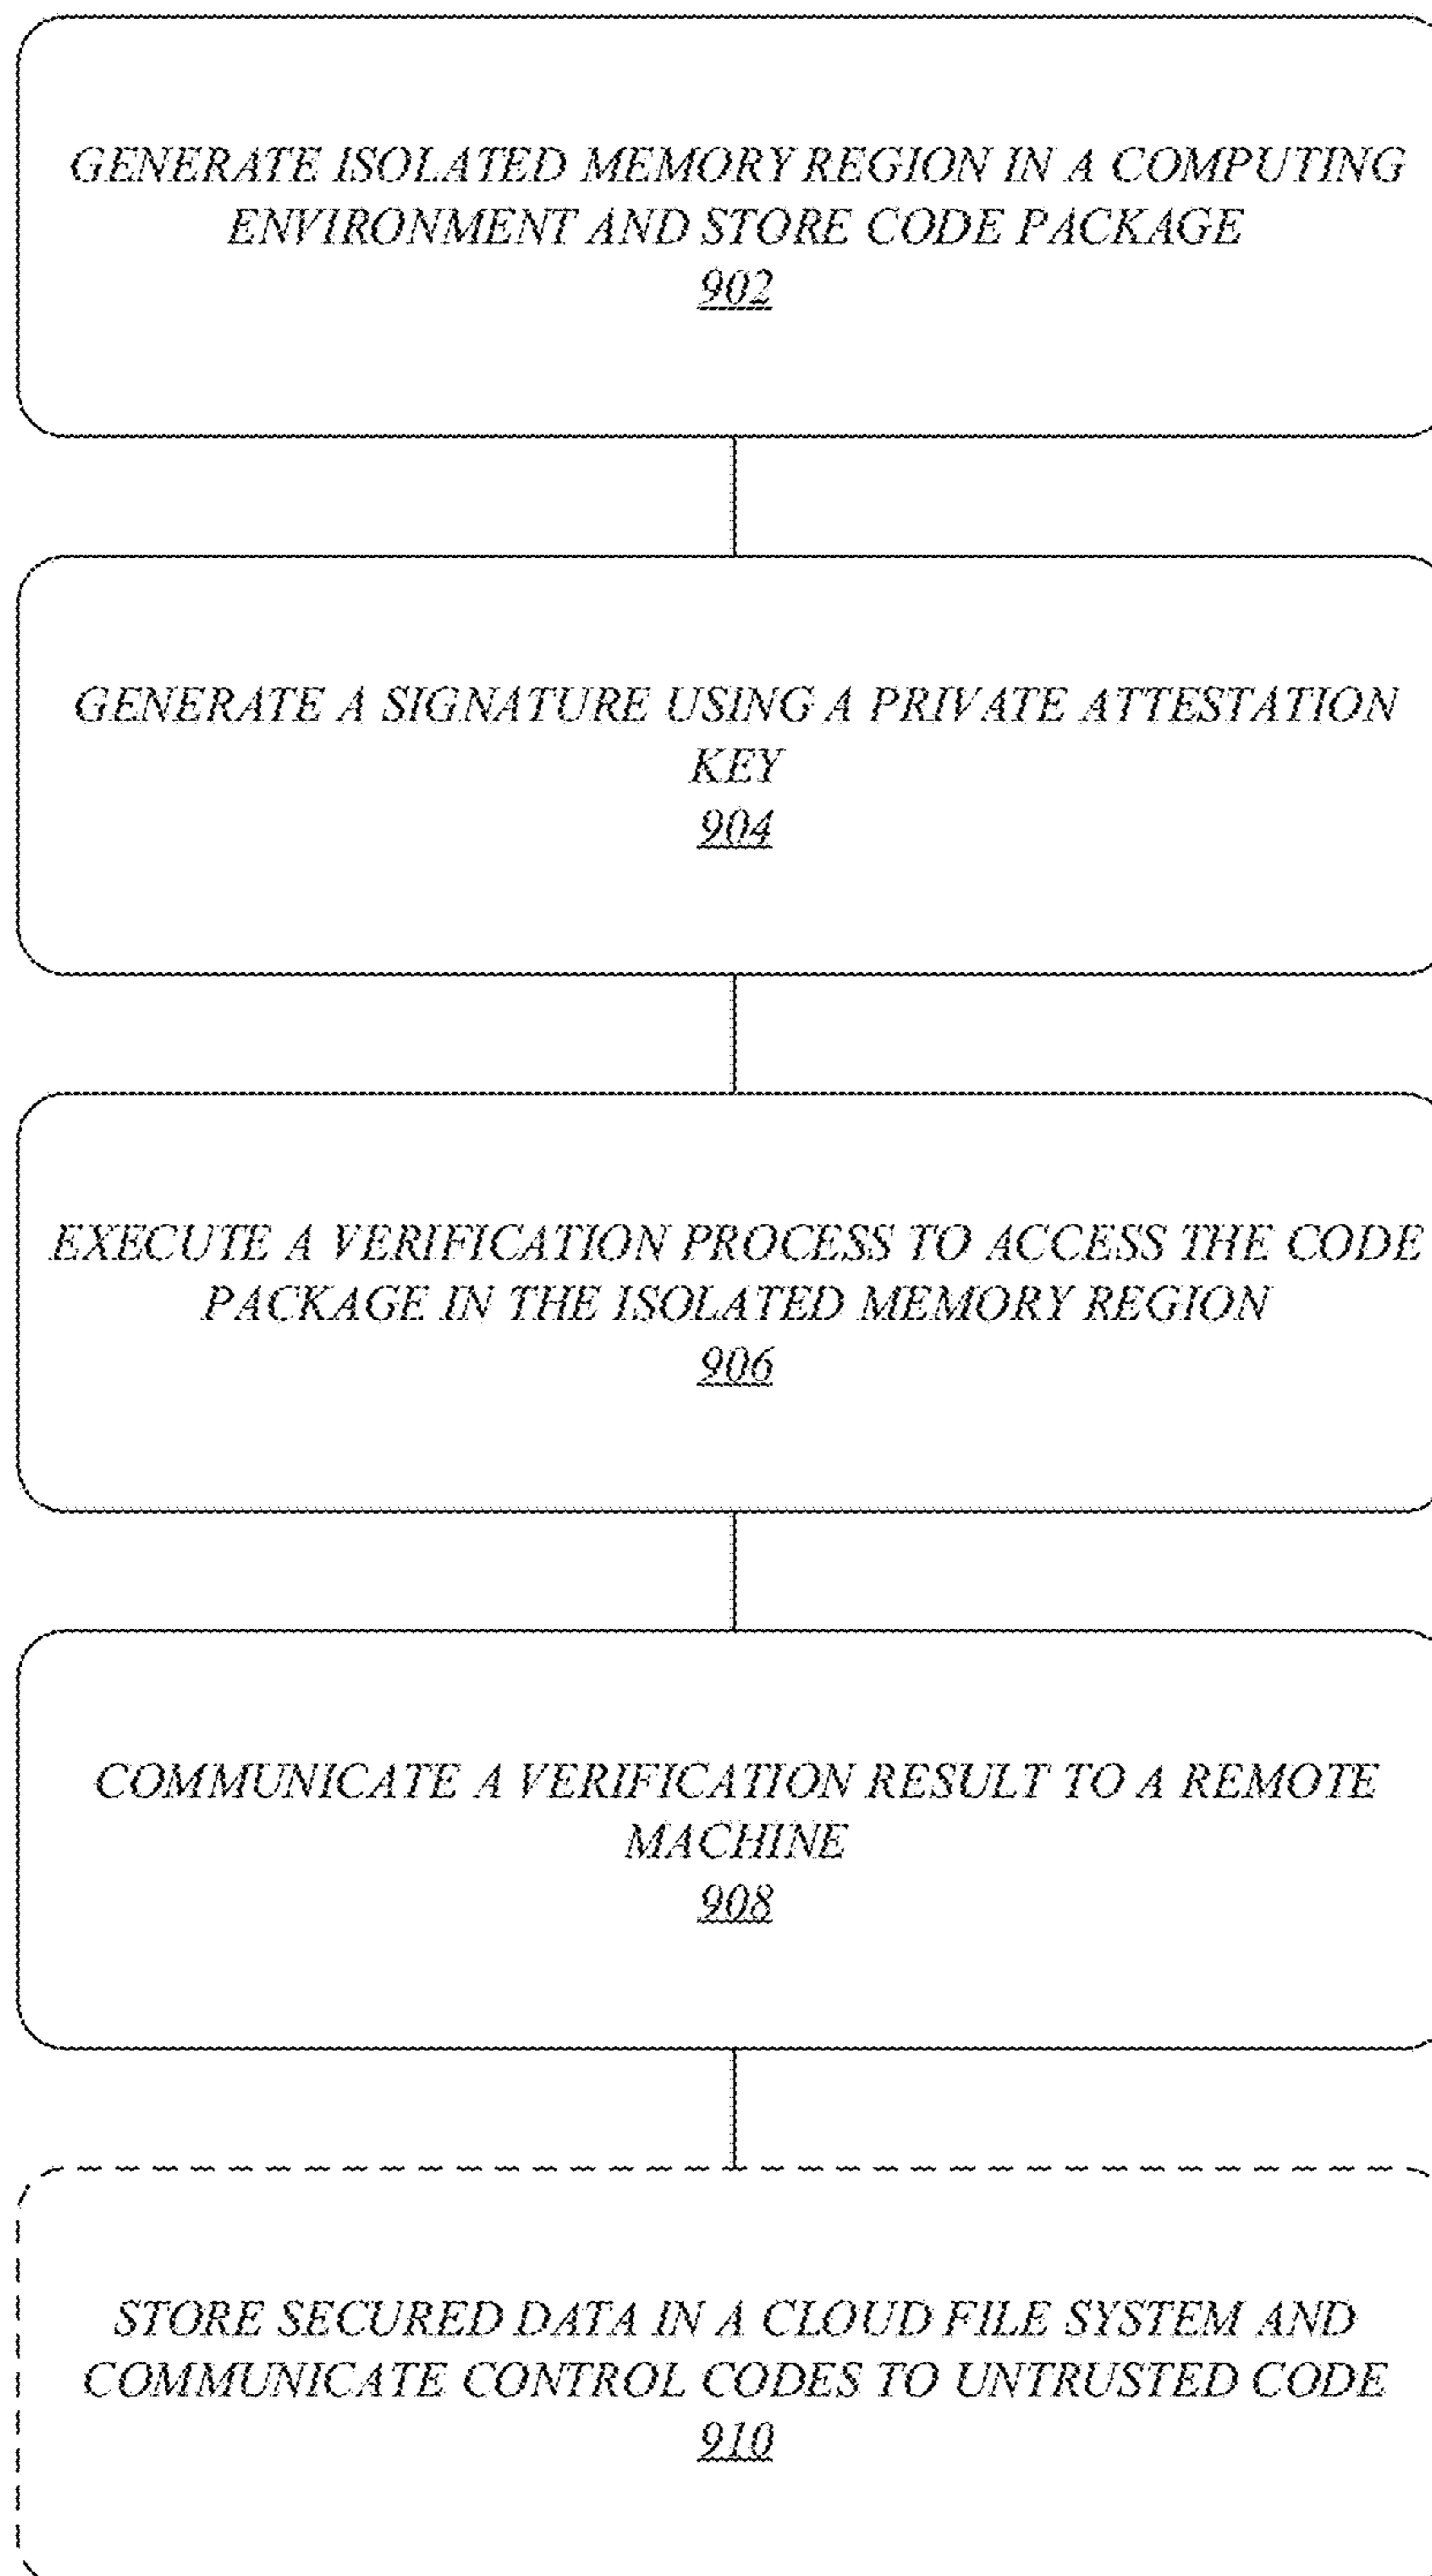 GENERATE ISOLATED MEMORY REGION IN A COMPUTING
ENVIRONMENT AND STORE CODE PACKAGE
902
GENERATE A SIGNATURE USING A PRIVATE ATTESTATION
KEY
904
EXECUTE A VERIFICATION PROCESS TO ACCESS THE CODE
PACKAGE IN THE ISOLATED MEMORY REGION
906
COMMUNICATE A VERIFICATION RESULT TO A REMOTE
MACHINE
908
STORE SECURED DATA IN A CLOUD FILE SYSTEM AND
COMMUNICATE CONTROL CODES TO UNTRUSTED CODE
910